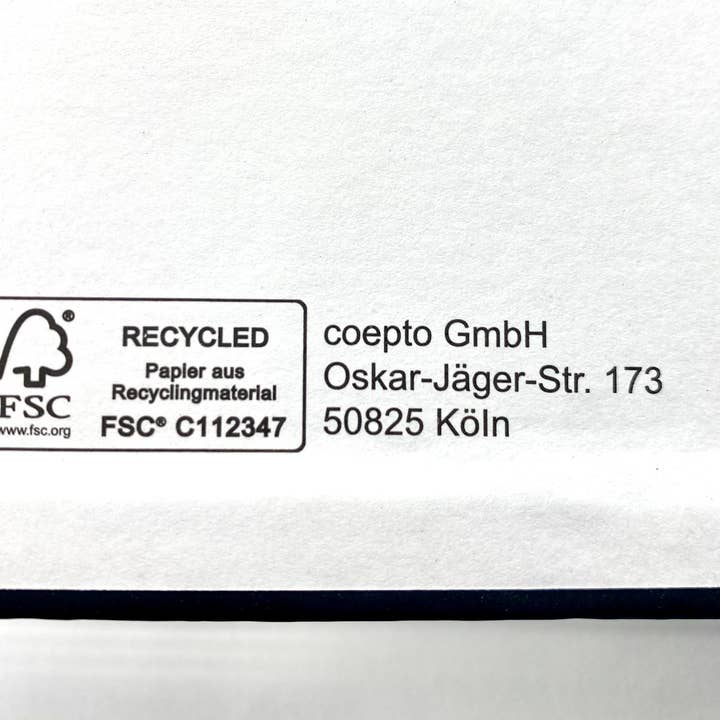 RECYCLED
Papier aus
Recyclingmaterial
FSC® C112347
®
FSC
www.fsc.org
coepto GmbH
Oskar-Jäger-Str. 173
50825 Köln